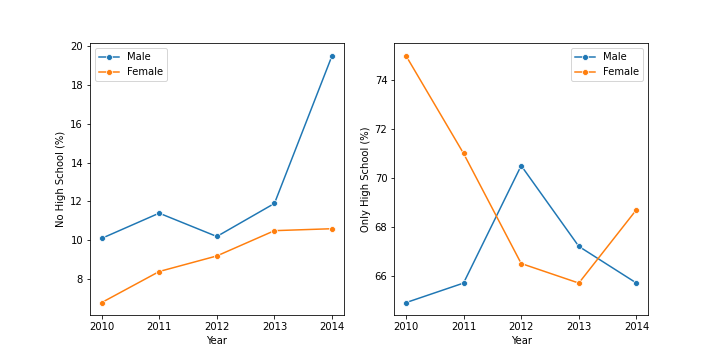 No High School (%)
20
18
16
14
12
10
8
Male
Female
2010 2011 2012 2013 2014
Year
Only High School (%)
74
72
70
68
66
Male
Female
2010 2011 2012 2013 2014
Year